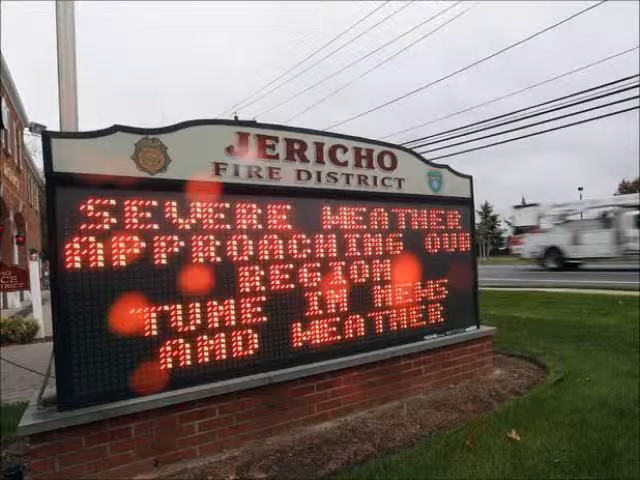 JERICHO
FIRE DISTRICT
SEVERE WEATHER
APPROACHING OUR
REGION
TUNE IN NEWS
AND WEATHER